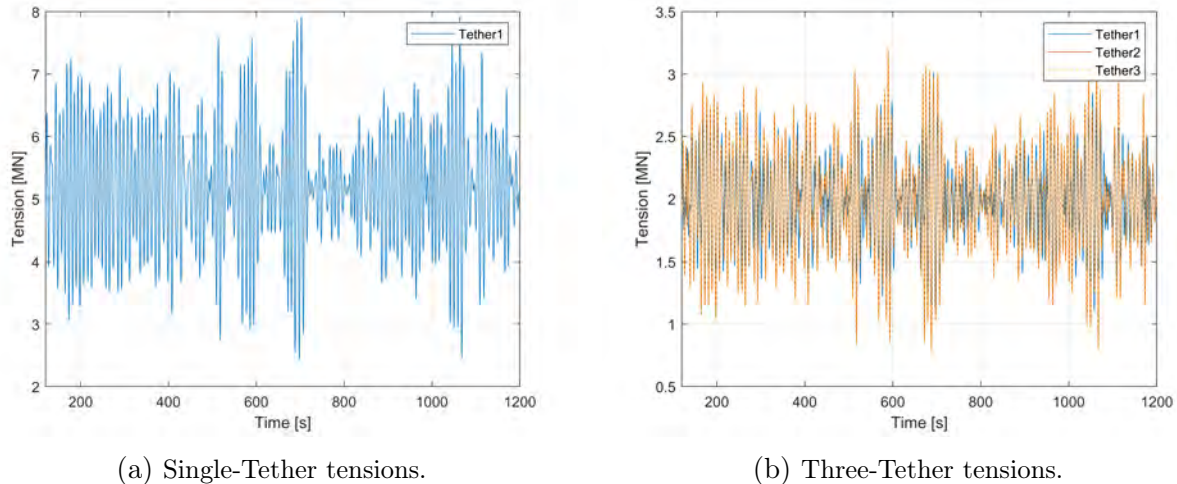 8
7
6
5
4
3
2
Tension [MN]
200 400 600 800 1000 1200
Time [s]
Tether1
(a) Single-Tether tensions.
3.5
3
2.5
2
1.5
1
0.5
Tension [MN]
200 400 600 800 1000 1200
Time [s]
Tether1
Tether2
Tether3
(b) Three-Tether tensions.